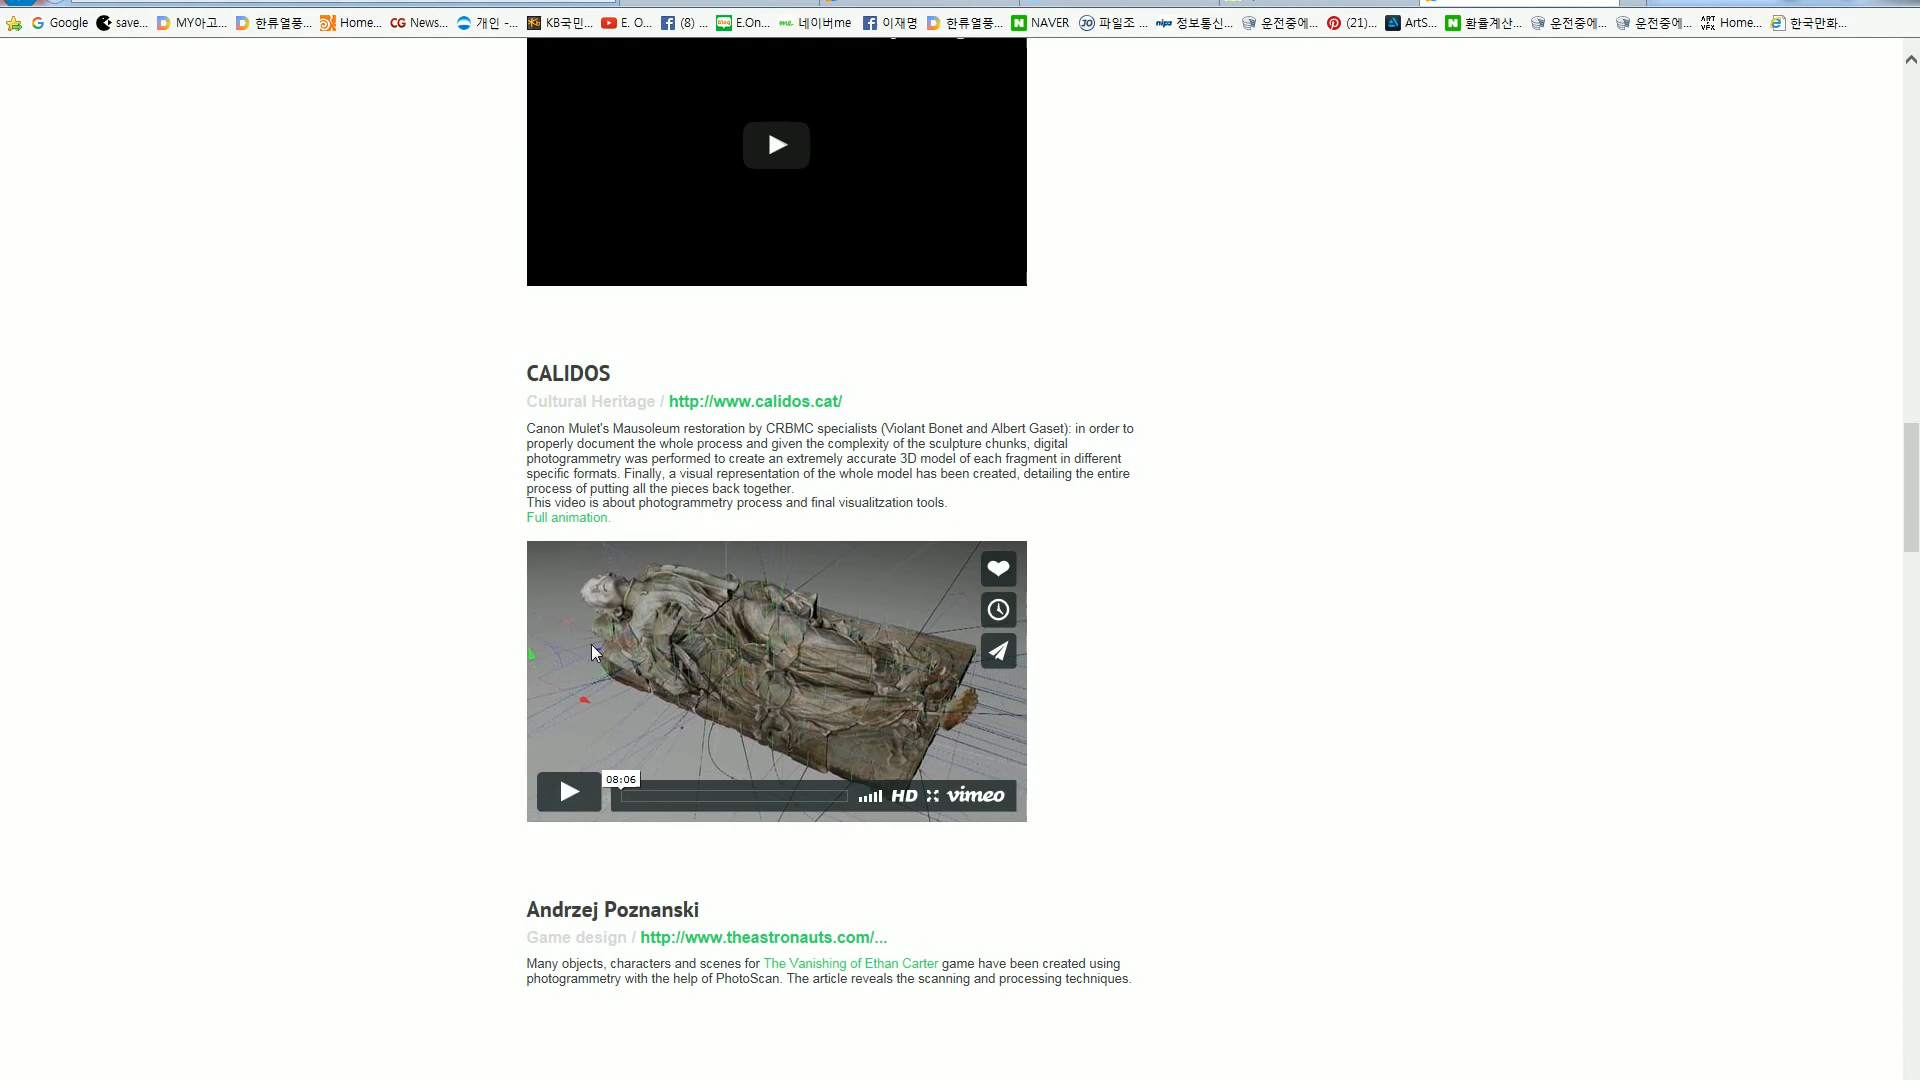 Google save... MY아고... 한류열풍... Home... CG News... 개인 -... KB국민... E. O... (8) ... E.On... me 네이버me 이재명 한류열풍... NAVER 파일조 ... nipa 정보통신... 운전중에... (21)... ArtS... 환율계산... 운전중에... 운전중에... ART VFX Home... 한국만화...
CALIDOS
Cultural Heritage / http://www.calidos.cat/
Canon Mulet's Mausoleum restoration by CRBMC specialists (Violant Bonet and Albert Gaset): in order to
properly document the whole process and given the complexity of the sculpture chunks, digital
photogrammetry was performed to create an extremely accurate 3D model of each fragment in different
specific formats. Finally, a visual representation of the whole model has been created, detailing the entire
process of putting all the pieces back together.
This video is about photogrammetry process and final visualitzation tools.
Full animation.
08:06
HD vimeo
Andrzej Poznanski
Game design / http://www.theastronauts.com/...
Many objects, characters and scenes for The Vanishing of Ethan Carter game have been created using
photogrammetry with the help of PhotoScan. The article reveals the scanning and processing techniques.